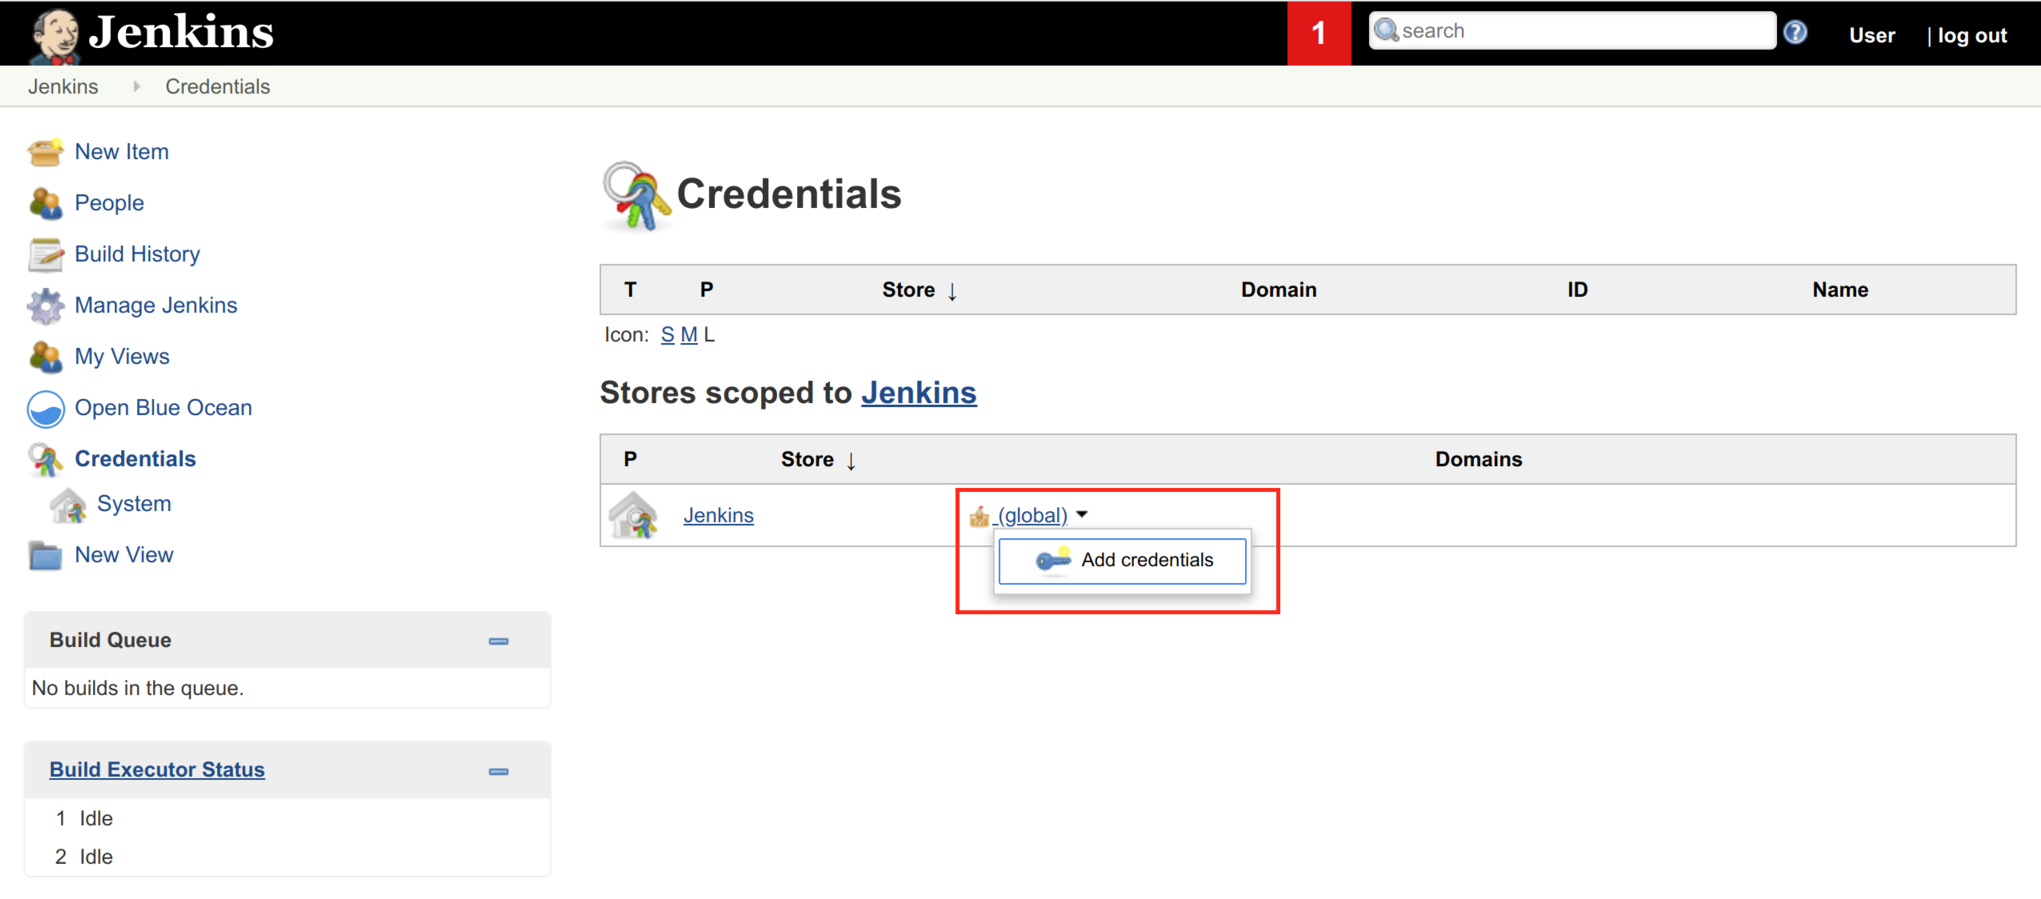 Jenkins
1
search
?
User
| log out
Jenkins
Credentials
New Item
People
Build History
Manage Jenkins
My Views
Open Blue Ocean
Credentials
System
New View
Build Queue
No builds in the queue.
Build Executor Status
1 Idle
2 Idle
Credentials
T P Store ↓ Domain ID Name
Icon: S M L
Stores scoped to Jenkins
P Store ↓ Domains
Jenkins (global)
Add credentials